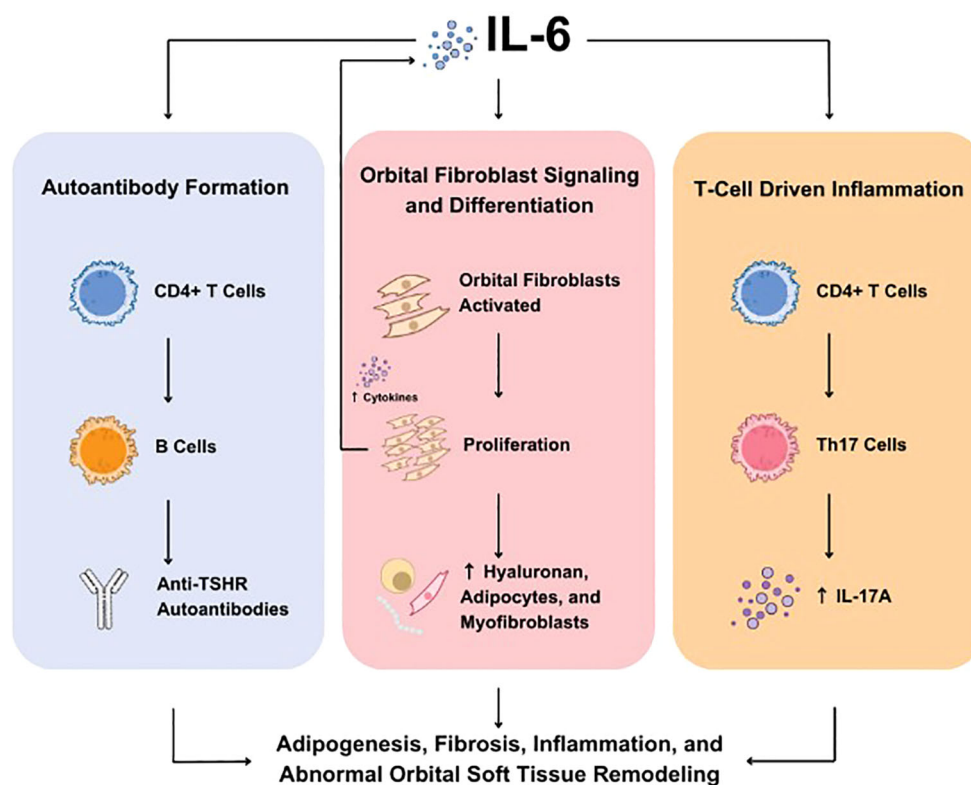 IL-6
Autoantibody Formation
CD4+ T Cells
B Cells
Anti-TSHR
Autoantibodies
Orbital Fibroblast Signaling
and Differentiation
Orbital Fibroblasts
Activated
↑ Cytokines
Proliferation
↑ Hyaluronan,
Adipocytes, and
Myofibroblasts
T-Cell Driven Inflammation
CD4+ T Cells
Th17 Cells
↑ IL-17A
Adipogenesis, Fibrosis, Inflammation, and
Abnormal Orbital Soft Tissue Remodeling